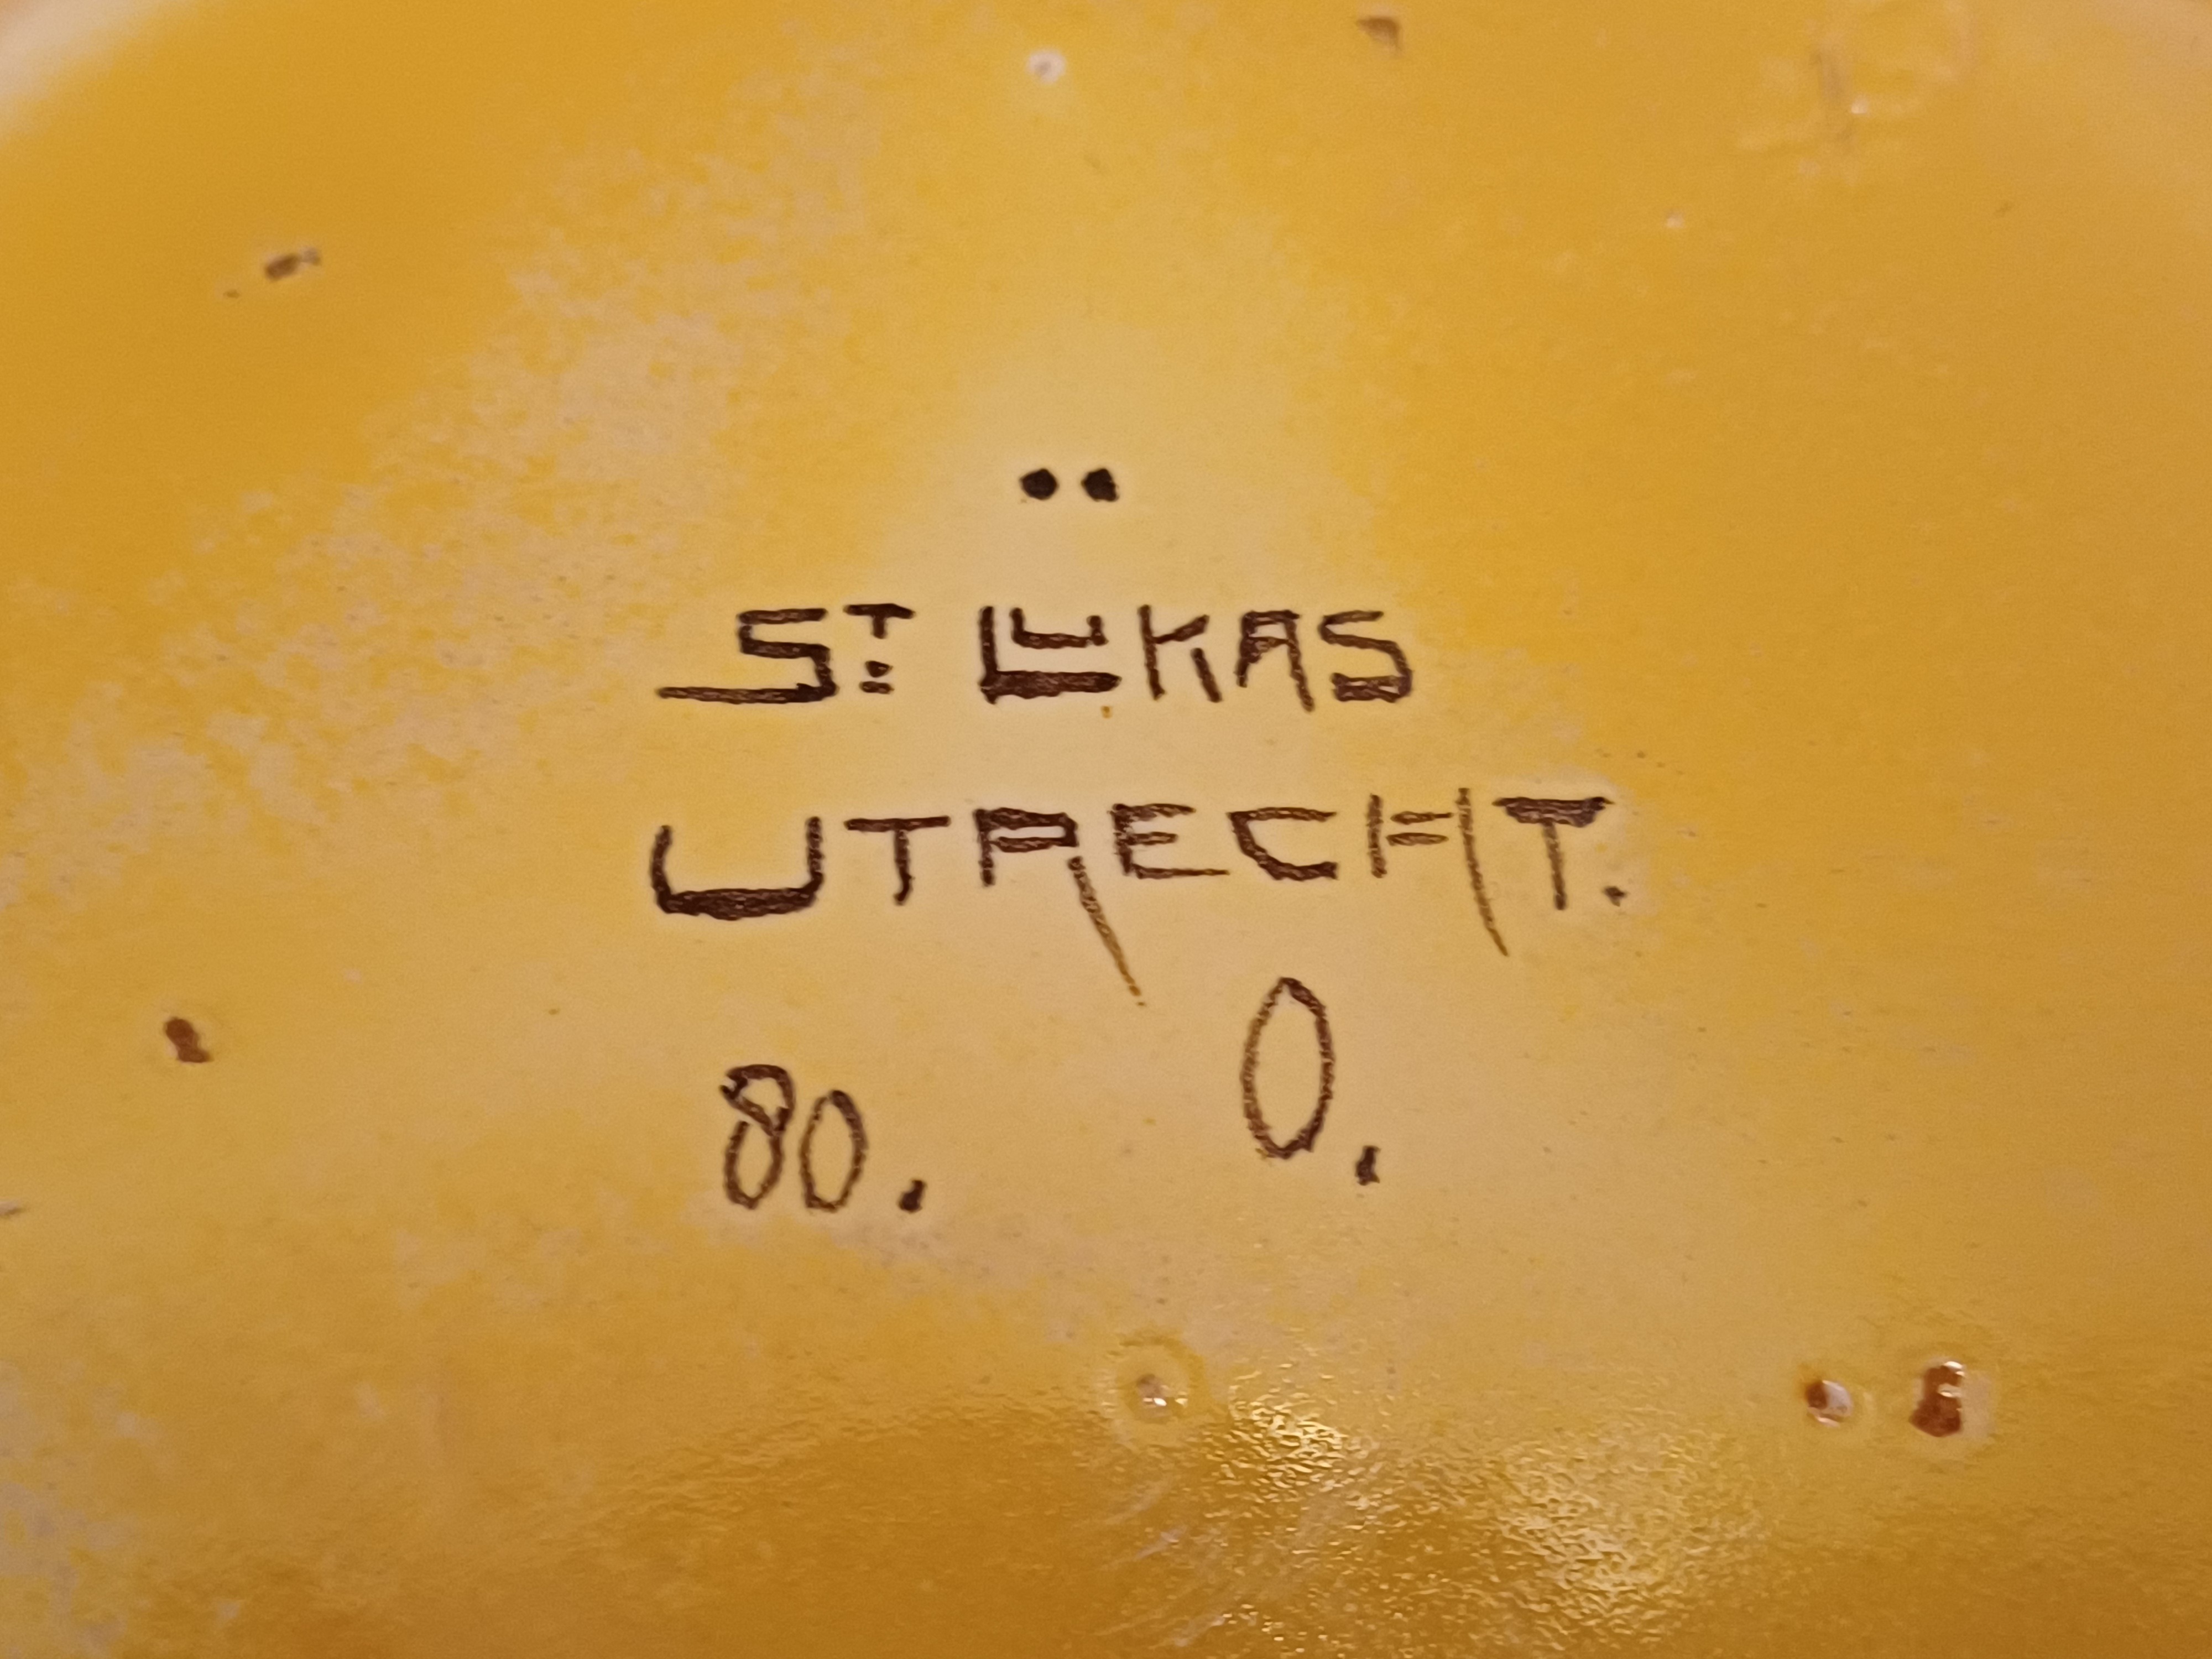 ST. LUKAS
UTRECHT.
80. 0.